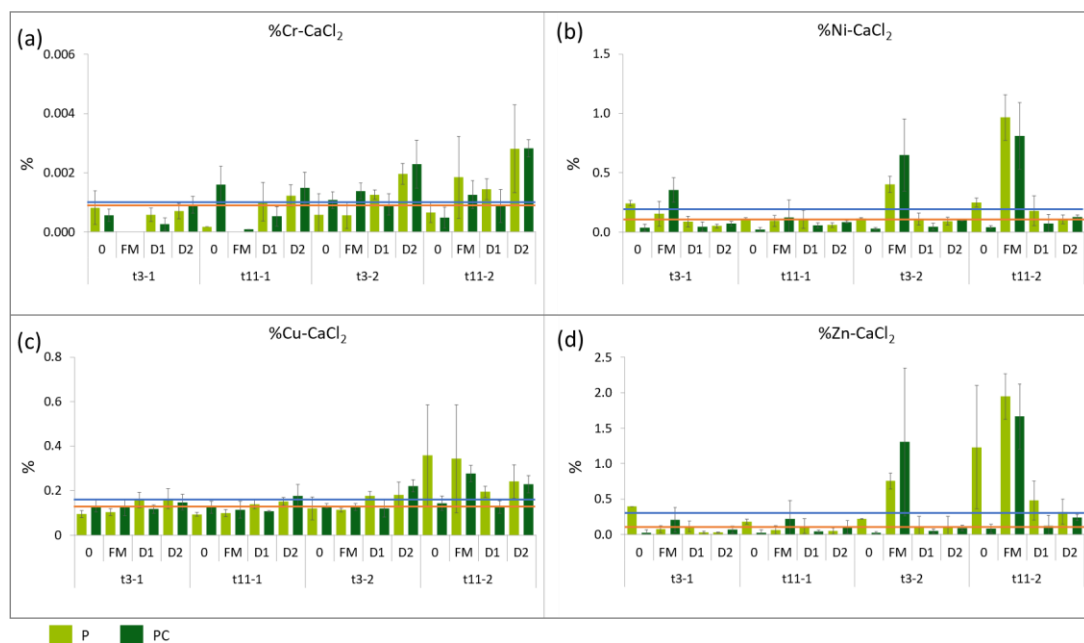 (a) %Cr-CaCl₂
0.006
0.004
0.002
0.000
%
0 FM D1 D2 0 FM D1 D2 0 FM D1 D2 0 FM D1 D2
t3-1 t11-1 t3-2 t11-2
(b) %Ni-CaCl₂
1.5
1.0
0.5
0.0
%
0 FM D1 D2 0 FM D1 D2 0 FM D1 D2 0 FM D1 D2
t3-1 t11-1 t3-2 t11-2
(c) %Cu-CaCl₂
0.8
0.6
0.4
0.2
0
%
0 FM D1 D2 0 FM D1 D2 0 FM D1 D2 0 FM D1 D2
t3-1 t11-1 t3-2 t11-2
(d) %Zn-CaCl₂
2.5
2.0
1.5
1.0
0.5
0.0
%
0 FM D1 D2 0 FM D1 D2 0 FM D1 D2 0 FM D1 D2
t3-1 t11-1 t3-2 t11-2
P PC